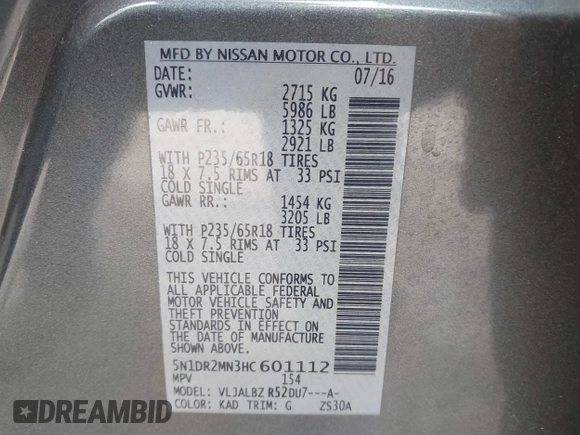 MFD BY NISSAN MOTOR CO., LTD.
DATE: 07/16
GVWR: 2715 KG
5986 LB
GAWR FR.: 1325 KG
2921 LB
WITH P235/65R18 TIRES
18 X 7.5 RIMS AT 33 PSI
COLD SINGLE
GAWR RR.: 1454 KG
3205 LB
WITH P235/65R18 TIRES
18 X 7.5 RIMS AT 33 PSI
COLD SINGLE
THIS VEHICLE CONFORMS TO
ALL APPLICABLE FEDERAL
MOTOR VEHICLE SAFETY AND
THEFT PREVENTION
STANDARDS IN EFFECT ON
THE DATE OF MANUFACTURE
SHOWN ABOVE.
5N1DR2MN3HC601112
MPV 154
MODEL: VLJALBZ R52DU7---A-
COLOR: KAD TRIM: G ZS30A
© EASYBIDAMERICA.COM